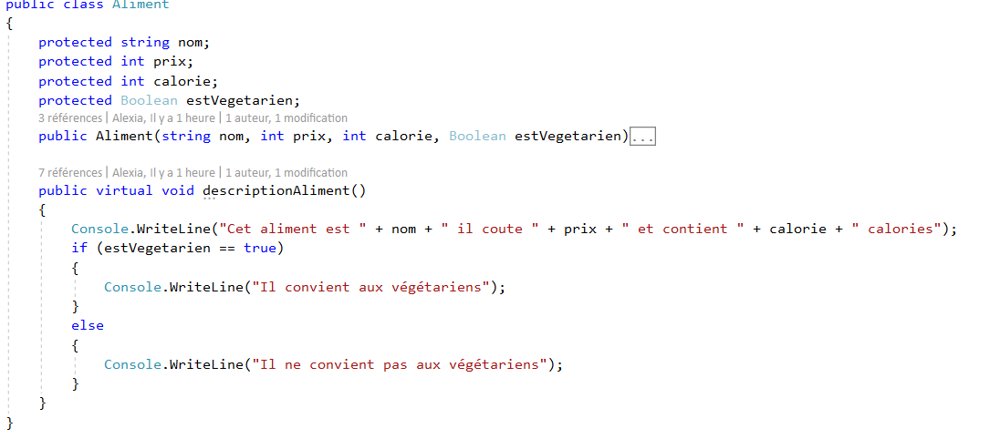 public class Aliment
{
protected string nom;
protected int prix;
protected int calorie;
protected Boolean estVegetarien;
3 références | Alexia, Il y a 1 heure | 1 auteur, 1 modification
public Aliment(string nom, int prix, int calorie, Boolean estVegetarien)...
7 références | Alexia, Il y a 1 heure | 1 auteur, 1 modification
public virtual void descriptionAliment()
{
Console.WriteLine("Cet aliment est " + nom + " il coute " + prix + " et contient " + calorie + " calories");
if (estVegetarien == true)
{
Console.WriteLine("Il convient aux végétariens");
}
else
{
Console.WriteLine("Il ne convient pas aux végétariens");
}
}
}